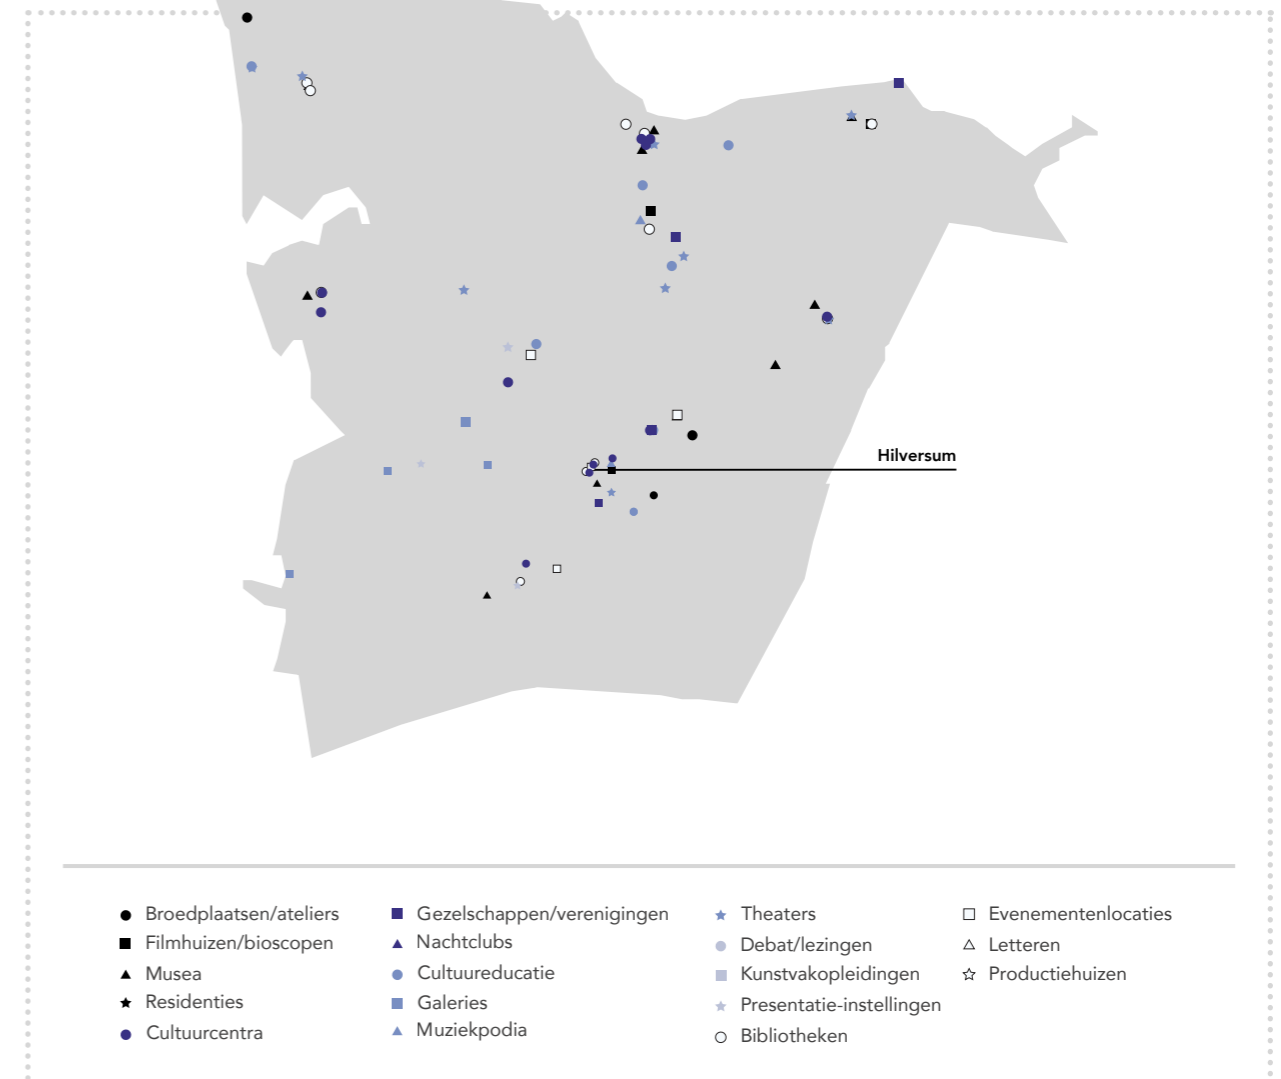 Hilversum
Broedplaatsen/ateliers
Filmhuizen/bioscopen
Musea
Residenties
Cultuurcentra
Gezelschappen/verenigingen
Nachtclubs
Cultuureducatie
Galeries
Muziekpodia
Theaters
Debat/lezingen
Kunstvakopleidingen
Presentatie-instellingen
Bibliotheken
Evenementenlocaties
Letteren
Productiehuizen